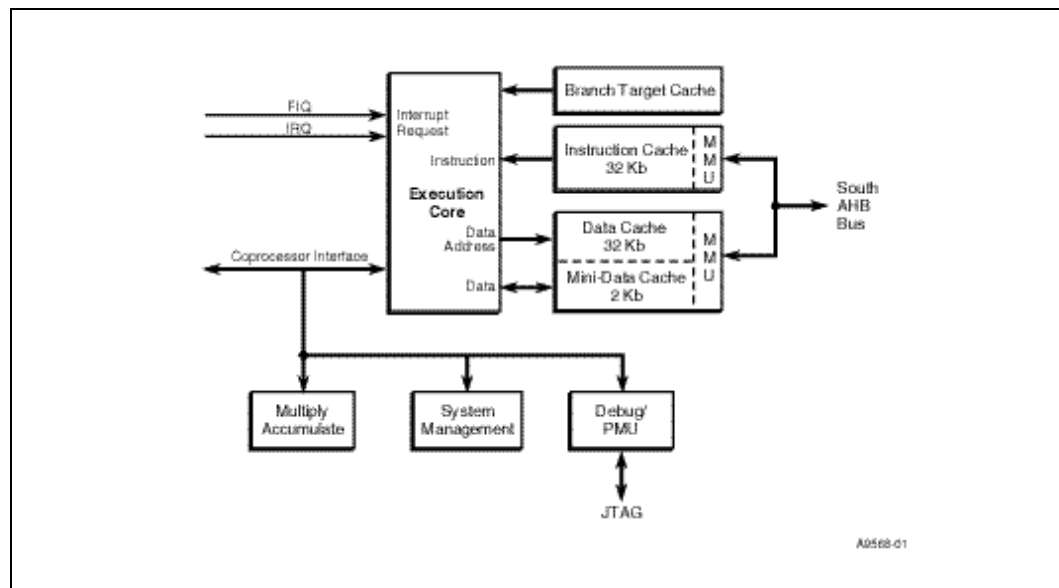 Branch Target Cache
FIQ
IRQ
Interrupt
Request
Instruction
Instruction Cache
32 Kb
M
M
U
Execution
Core
South
AHB
Bus
Data
Address
Data Cache
32 Kb
Mini-Data Cache
2 Kb
M
M
U
Coprocessor Interface
Data
Multiply
Accumulate
System
Management
Debug/
PMU
JTAG
A9568-01